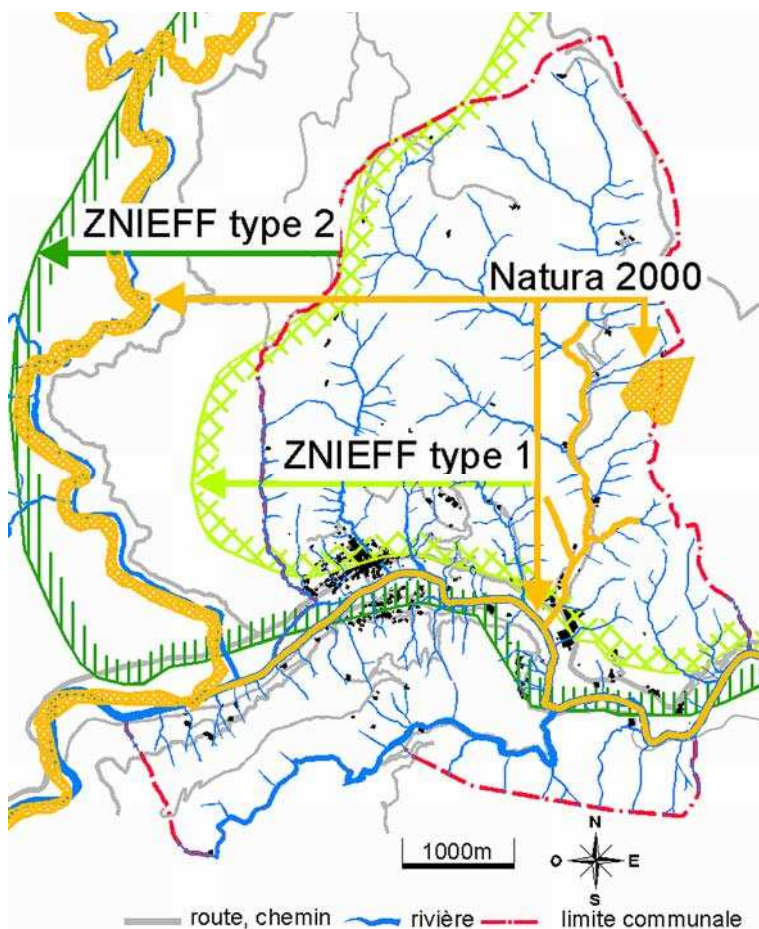 ZNIEFF type 2
Natura 2000
ZNIEFF type 1
1000m
N
O E
S
route, chemin rivière limite communale